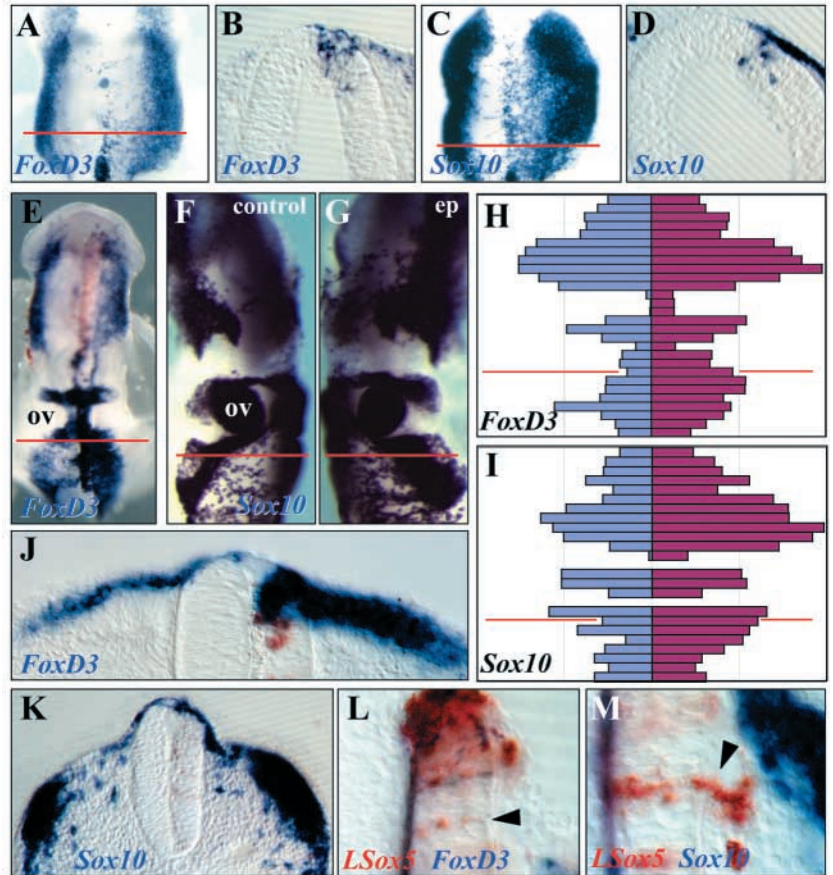 A
FoxD3
B
FoxD3
C
Sox10
D
Sox10
E
ov
FoxD3
F
control
ov
Sox10
G
ep
H
FoxD3
I
Sox10
J
FoxD3
K
Sox10
L
LSox5 FoxD3
M
LSox5 Sox10